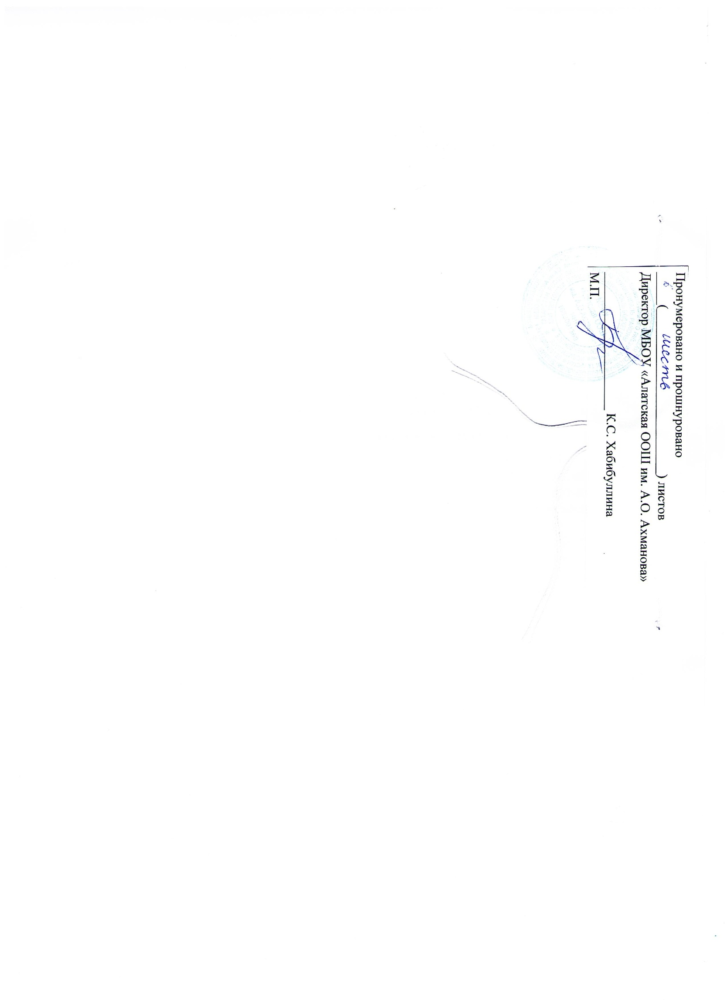 Пронумеровано и прошнуровано
6 ( шесть ) листов
Директор МБОУ «Алатская ООШ им. А.О. Ахманова»
К.С. Хабибуллина
М.П.